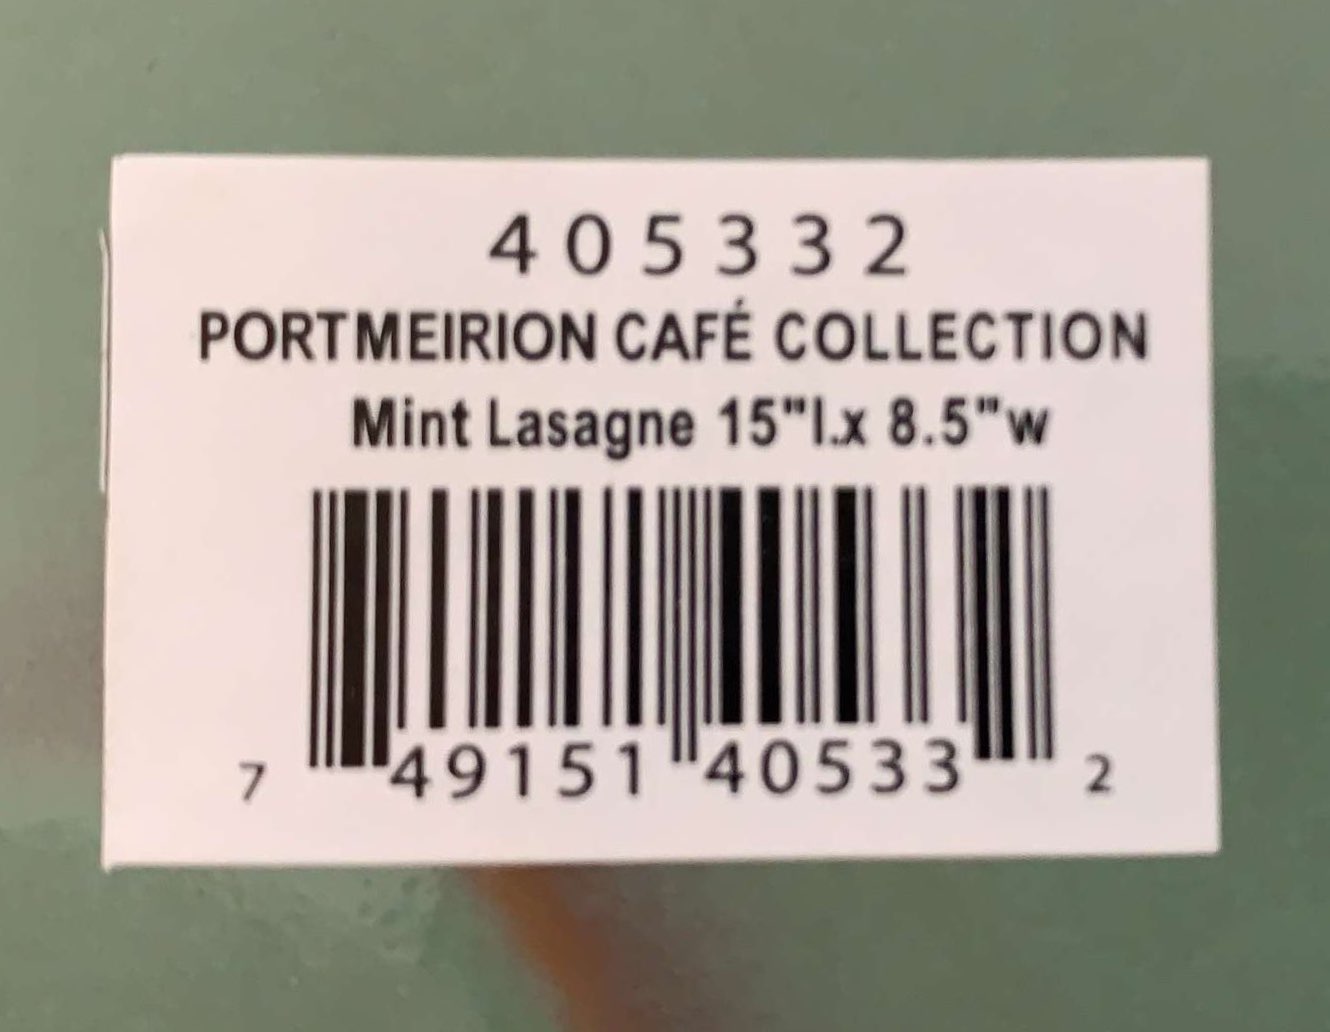 405332
PORTMEIRION CAFÉ COLLECTION
Mint Lasagne 15"l.x 8.5"w
7 49151 40533 2